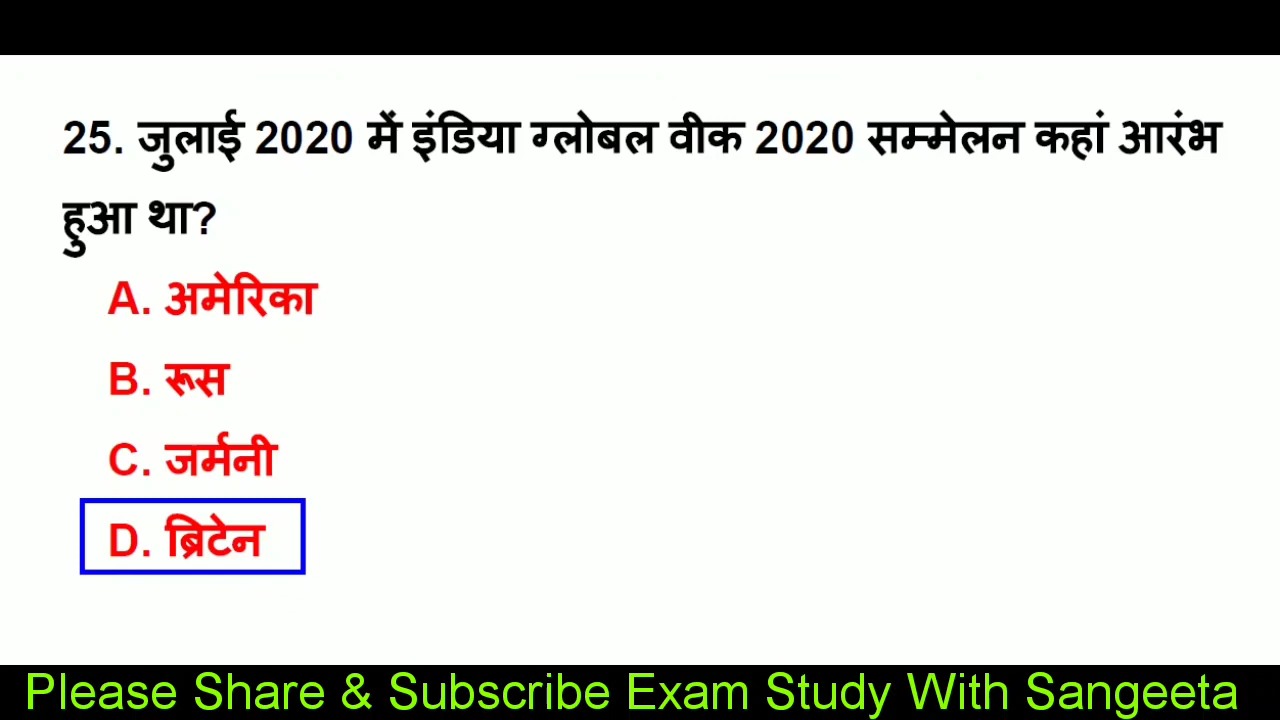 25. जुलाई 2020 में इंडिया ग्लोबल वीक 2020 सम्मेलन कहां आरंभ
हुआ था?
A. अमेरिका
B. रूस
C. जर्मनी
D. ब्रिटेन
Please Share & Subscribe Exam Study With Sangeeta